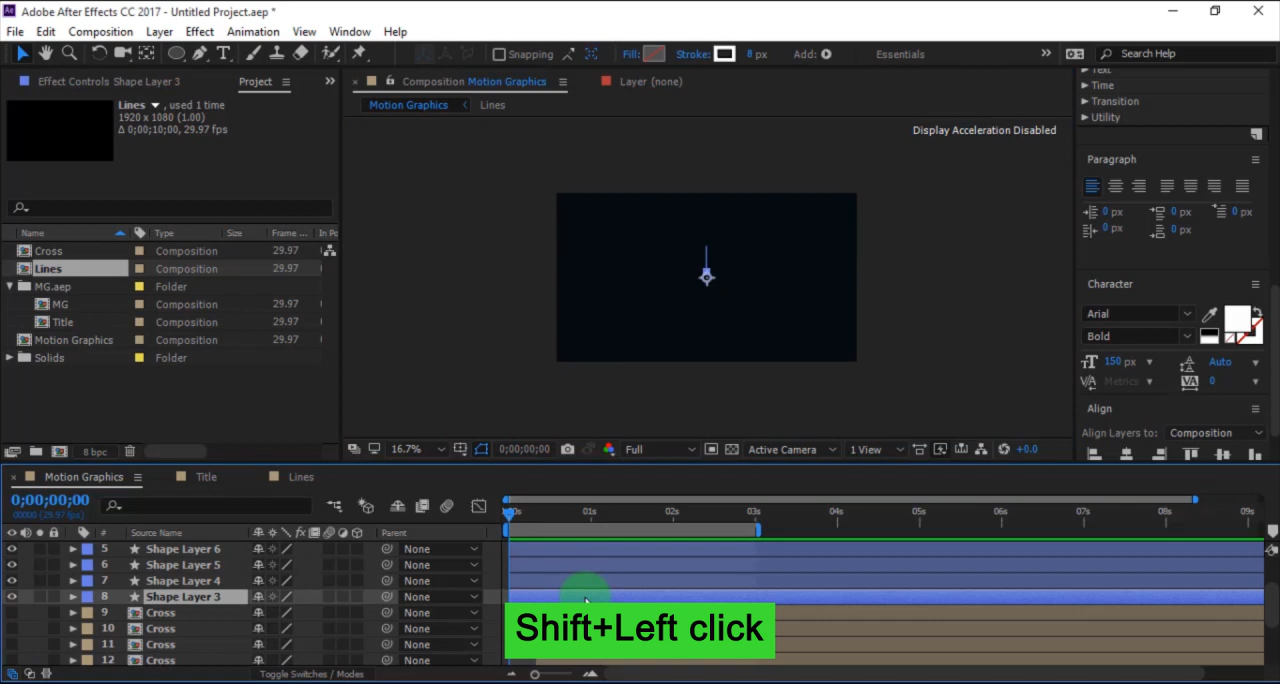 Adobe After Effects CC 2017 - Untitled Project.aep *
File Edit Composition Layer Effect Animation View Window Help
Snapping Fill: Stroke: 8 px Add: Essentials Search Help
Effect Controls Shape Layer 3 Project
Composition Motion Graphics Layer (none)
Motion Graphics Lines
Lines , used 1 time
1920 x 1080 (1.00)
Δ 0;00;10;00, 29.97 fps
Display Acceleration Disabled
Text
Time
Transition
Utility
Paragraph
0 px 0 px 0 px
0 px 0 px
Name Type Size Frame ... In Po
Cross Composition 29.97
Lines Composition 29.97
MG.aep Folder
MG Composition 29.97
Title Composition 29.97
Motion Graphics Composition 29.97
Solids Folder
Character
Arial
Bold
150 px Auto
Metrics 0
Align
Align Layers to: Composition
8 bpc
16.7% 0;00;00;00 Full Active Camera 1 View +0.0
Motion Graphics Title Lines
0;00;00;00
00000 (29.97 fps)
:00s 01s 02s 03s 04s 05s 06s 07s 08s 09s
# Source Name fx Parent
5 Shape Layer 6 None
6 Shape Layer 5 None
7 Shape Layer 4 None
8 Shape Layer 3 None
9 Cross None
10 Cross None
11 Cross None
12 Cross None
Shift+Left click
Toggle Switches / Modes